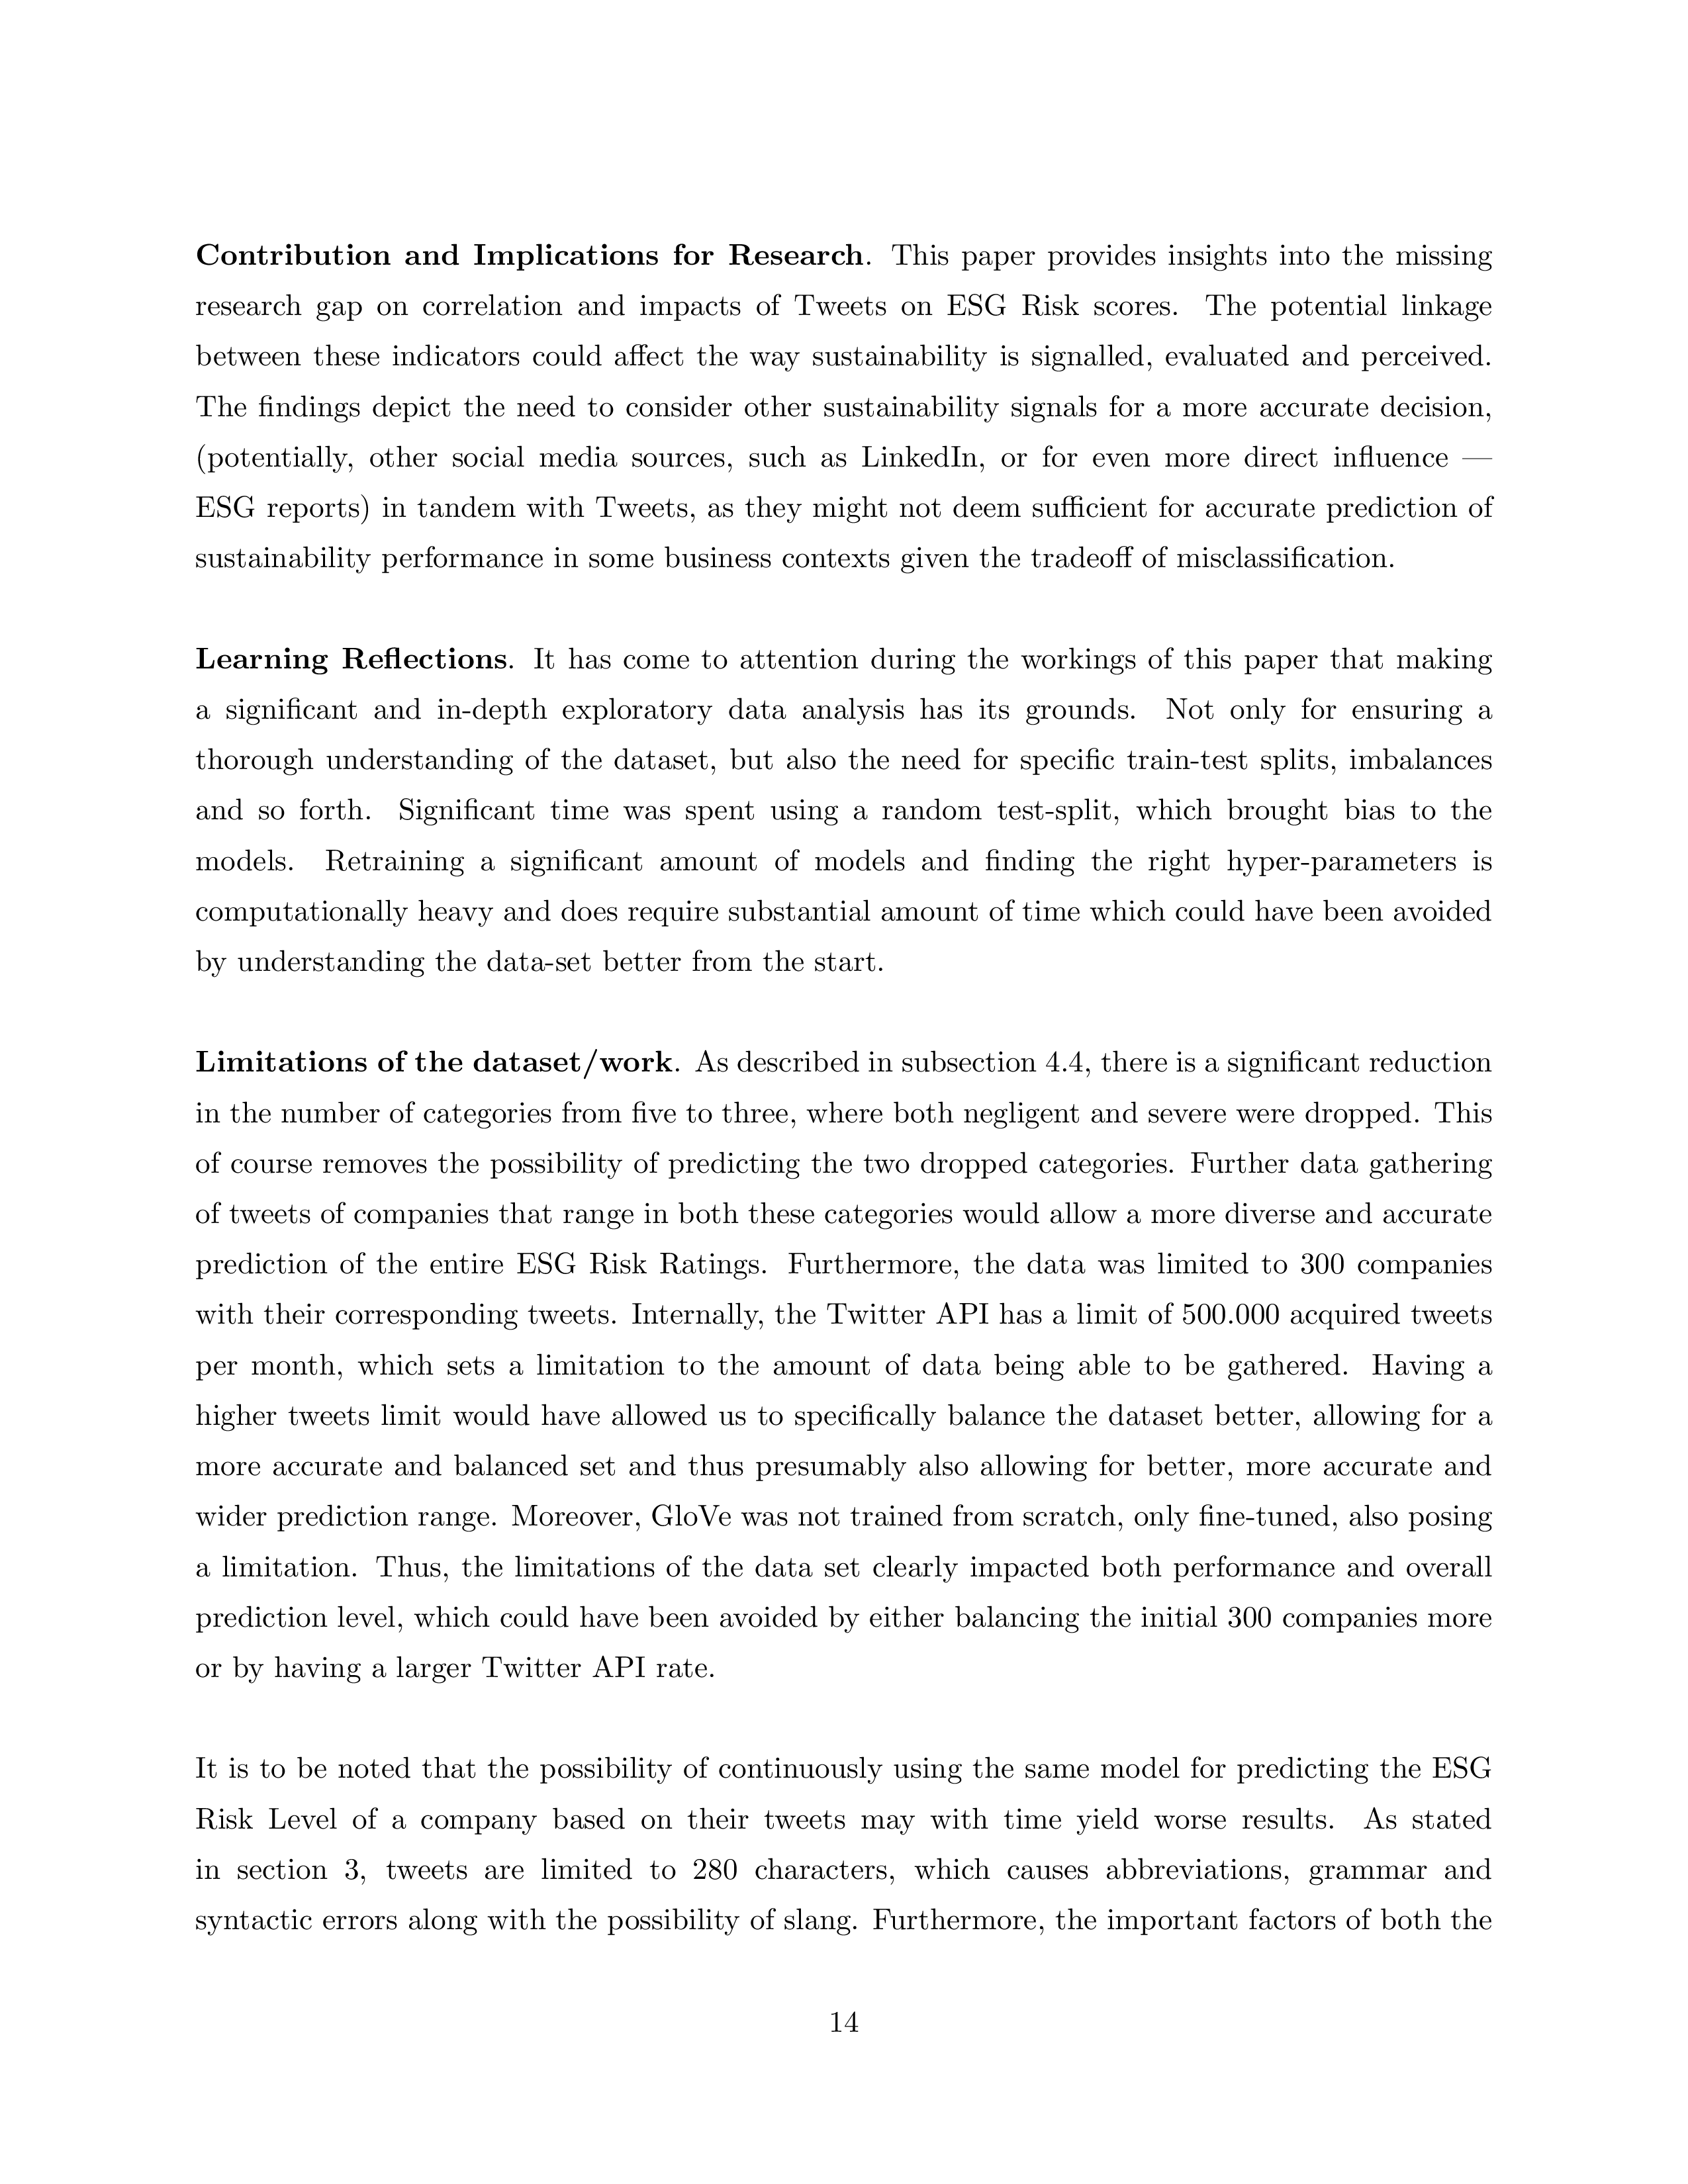 Contribution and Implications for Research. This paper provides insights into the missing
research gap on correlation and impacts of Tweets on ESG Risk scores. The potential linkage
between these indicators could affect the way sustainability is signalled, evaluated and perceived.
The findings depict the need to consider other sustainability signals for a more accurate decision,
(potentially, other social media sources, such as LinkedIn, or for even more direct influence —
ESG reports) in tandem with Tweets, as they might not deem sufficient for accurate prediction of
sustainability performance in some business contexts given the tradeoff of misclassification.
Learning Reflections. It has come to attention during the workings of this paper that making
a significant and in-depth exploratory data analysis has its grounds. Not only for ensuring a
thorough understanding of the dataset, but also the need for specific train-test splits, imbalances
and so forth. Significant time was spent using a random test-split, which brought bias to the
models. Retraining a significant amount of models and finding the right hyper-parameters is
computationally heavy and does require substantial amount of time which could have been avoided
by understanding the data-set better from the start.
Limitations of the dataset/work. As described in subsection 4.4, there is a significant reduction
in the number of categories from five to three, where both negligent and severe were dropped. This
of course removes the possibility of predicting the two dropped categories. Further data gathering
of tweets of companies that range in both these categories would allow a more diverse and accurate
prediction of the entire ESG Risk Ratings. Furthermore, the data was limited to 300 companies
with their corresponding tweets. Internally, the Twitter API has a limit of 500.000 acquired tweets
per month, which sets a limitation to the amount of data being able to be gathered. Having a
higher tweets limit would have allowed us to specifically balance the dataset better, allowing for a
more accurate and balanced set and thus presumably also allowing for better, more accurate and
wider prediction range. Moreover, GloVe was not trained from scratch, only fine-tuned, also posing
a limitation. Thus, the limitations of the data set clearly impacted both performance and overall
prediction level, which could have been avoided by either balancing the initial 300 companies more
or by having a larger Twitter API rate.
It is to be noted that the possibility of continuously using the same model for predicting the ESG
Risk Level of a company based on their tweets may with time yield worse results. As stated
in section 3, tweets are limited to 280 characters, which causes abbreviations, grammar and
syntactic errors along with the possibility of slang. Furthermore, the important factors of both the
14